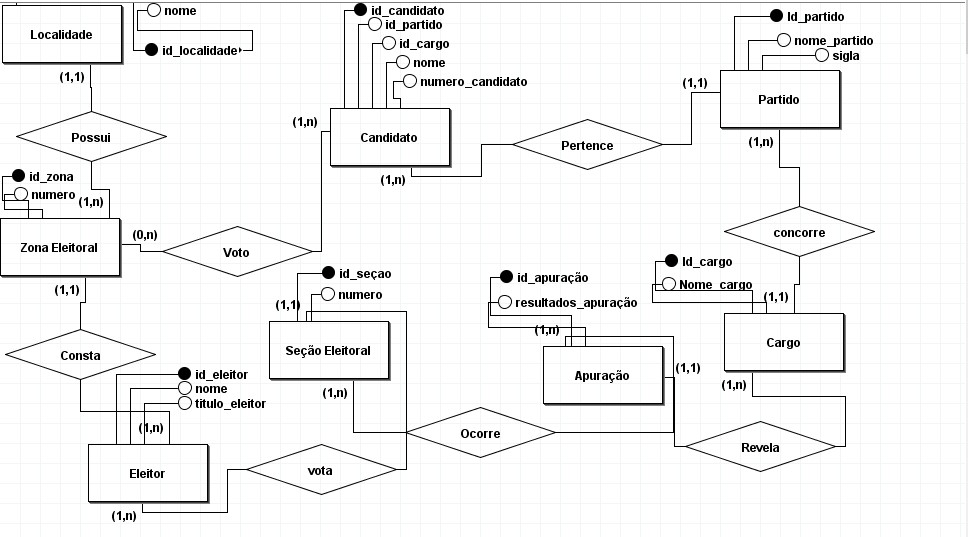 nome
Localidade
id_localidade
(1,1)
Possui
id_zona
numero
(1,n)
Zona Eleitoral
(0,n)
Voto
(1,n)
id_candidato
id_partido
id_cargo
nome
numero_candidato
Candidato
(1,n)
Pertence
(1,1)
Id_partido
nome_partido
sigla
Partido
(1,n)
concorre
Id_cargo
Nome_cargo
(1,1)
Cargo
(1,n)
(1,1)
Consta
id_seçao
numero
(1,1)
Seção Eleitoral
(1,n)
id_apuração
resultados_apuração
(1,n)
Apuração
(1,1)
id_eleitor
nome
titulo_eleitor
(1,n)
Eleitor
(1,n)
vota
Ocorre
Revela